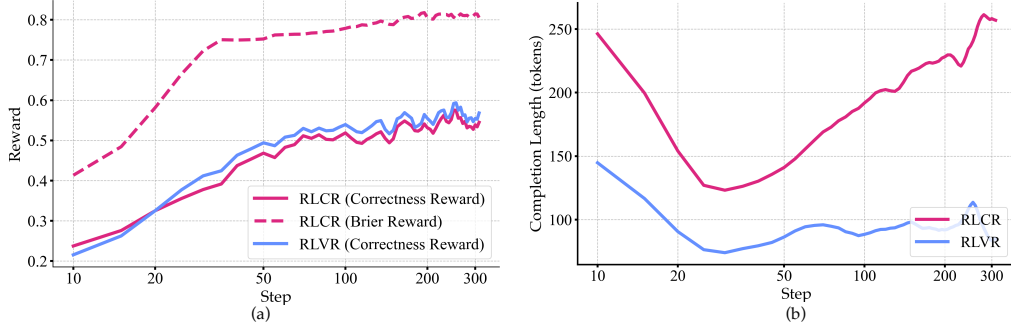 0.8
0.7
0.6
0.5
0.4
0.3
0.2
Reward
RLCR (Correctness Reward)
RLCR (Brier Reward)
RLVR (Correctness Reward)
10 20 50 100 200 300
Step
(a)
250
200
150
100
Completion Length (tokens)
RLCR
RLVR
10 20 50 100 200 300
Step
(b)